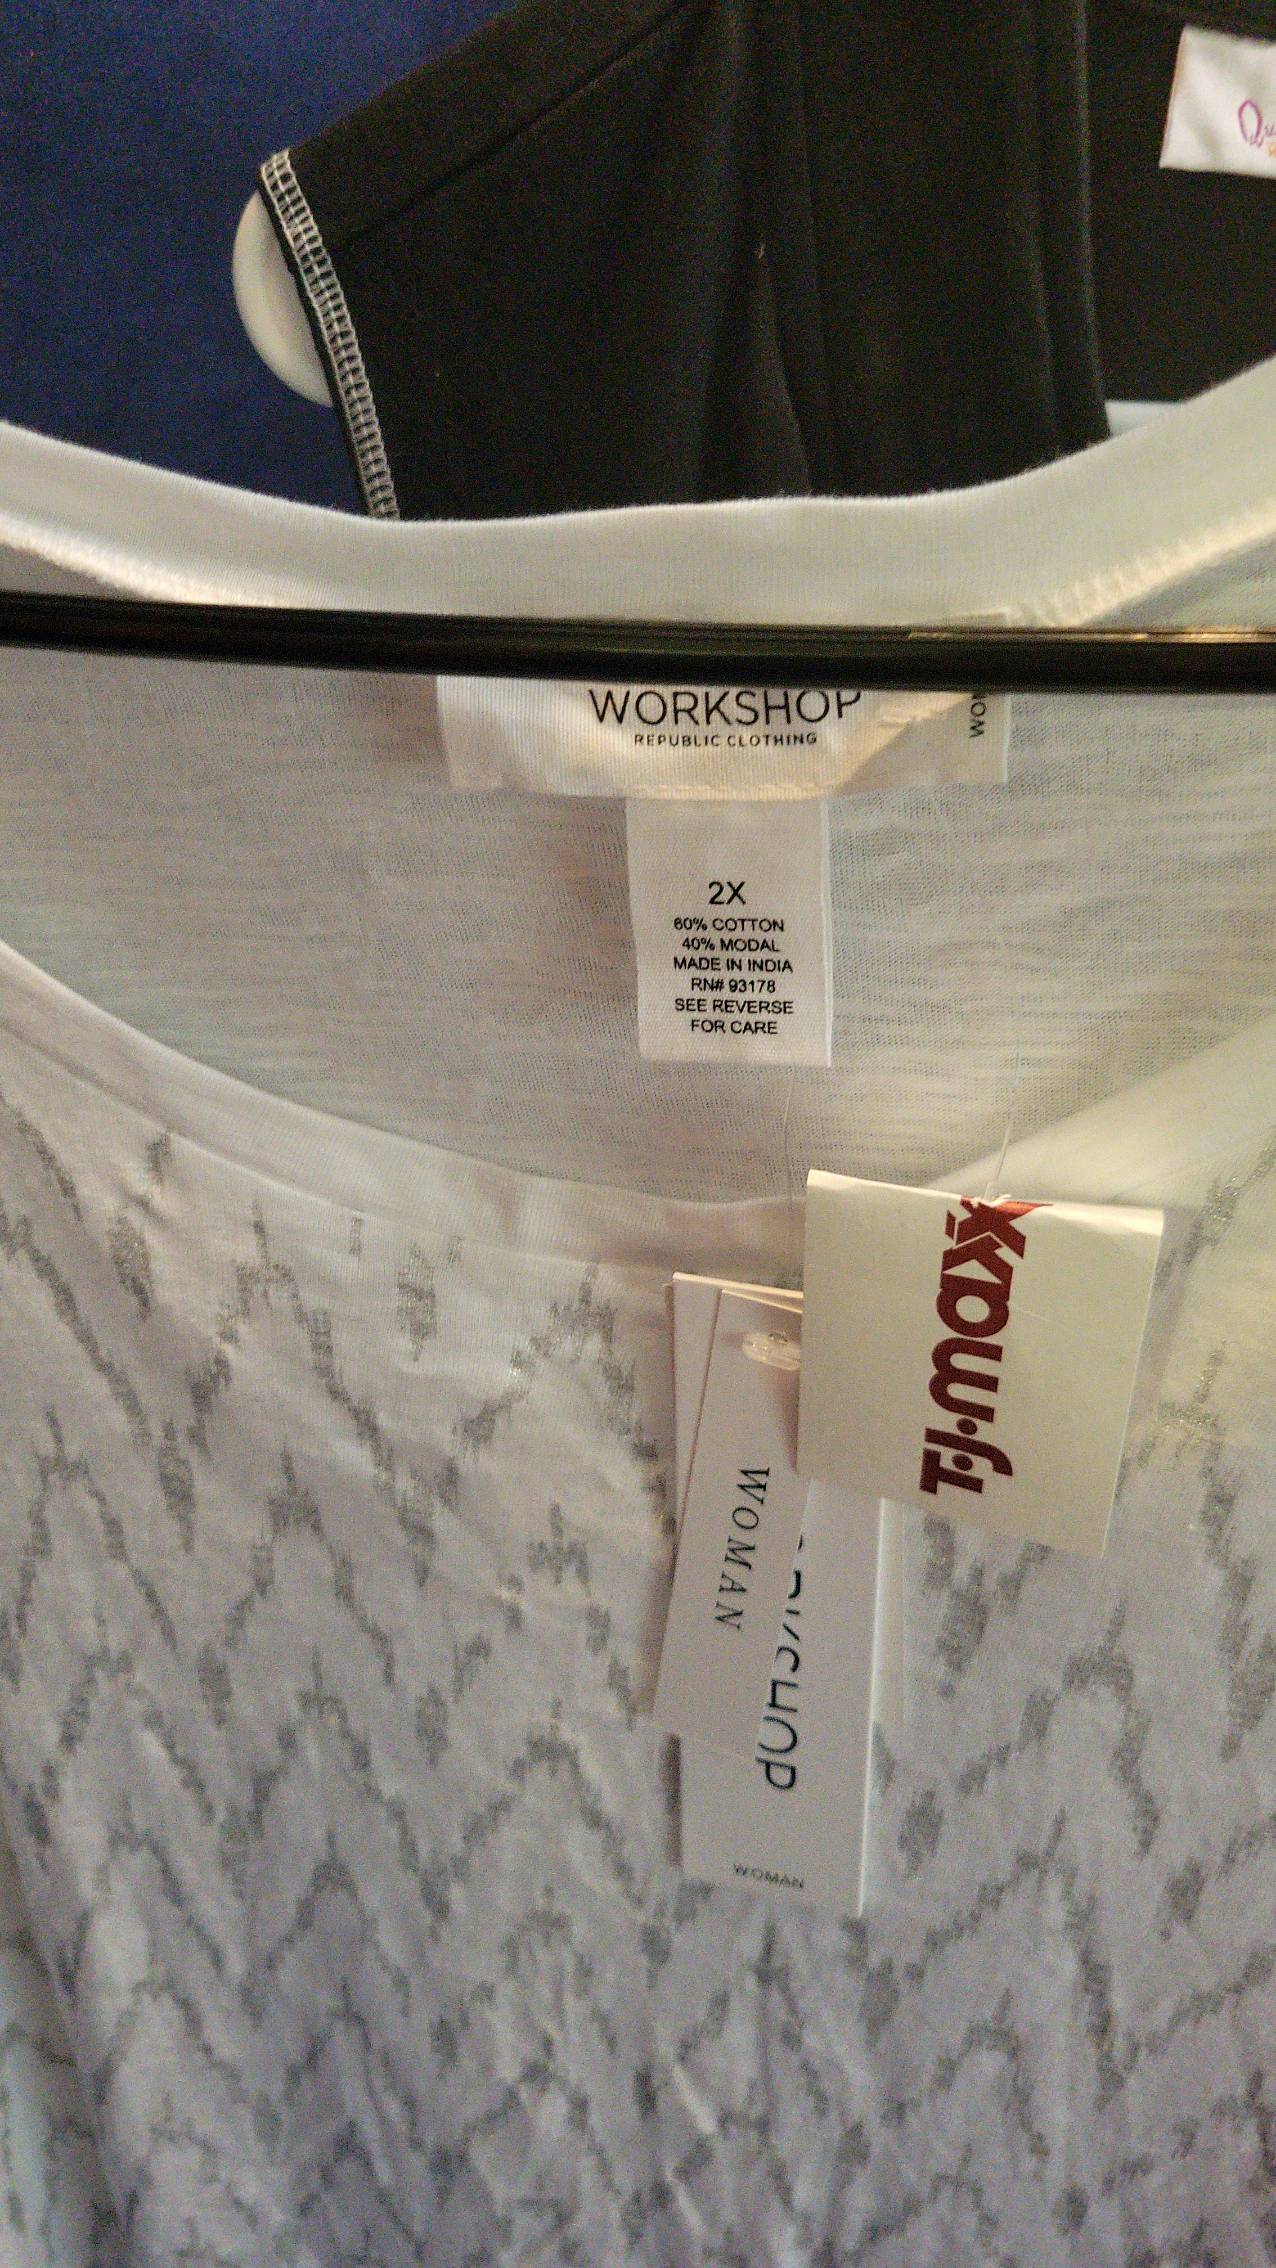 WORKSHOP
REPUBLIC CLOTHING
2X
60% COTTON
40% MODAL
MADE IN INDIA
RN# 93178
SEE REVERSE
FOR CARE
T·J·maxx
WOMAN
WOMAN